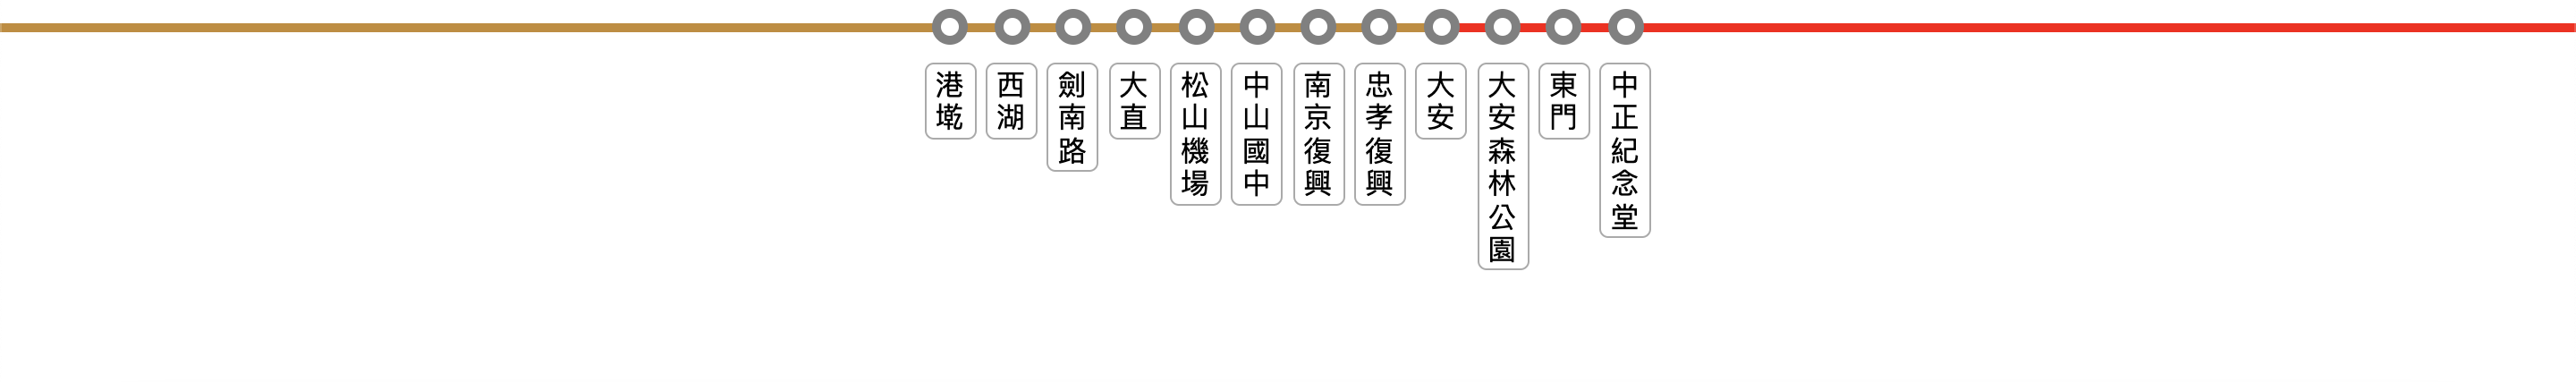 港墘
西湖
劍南路
大直
松山機場
中山國中
南京復興
忠孝復興
大安
大安森林公園
東門
中正紀念堂